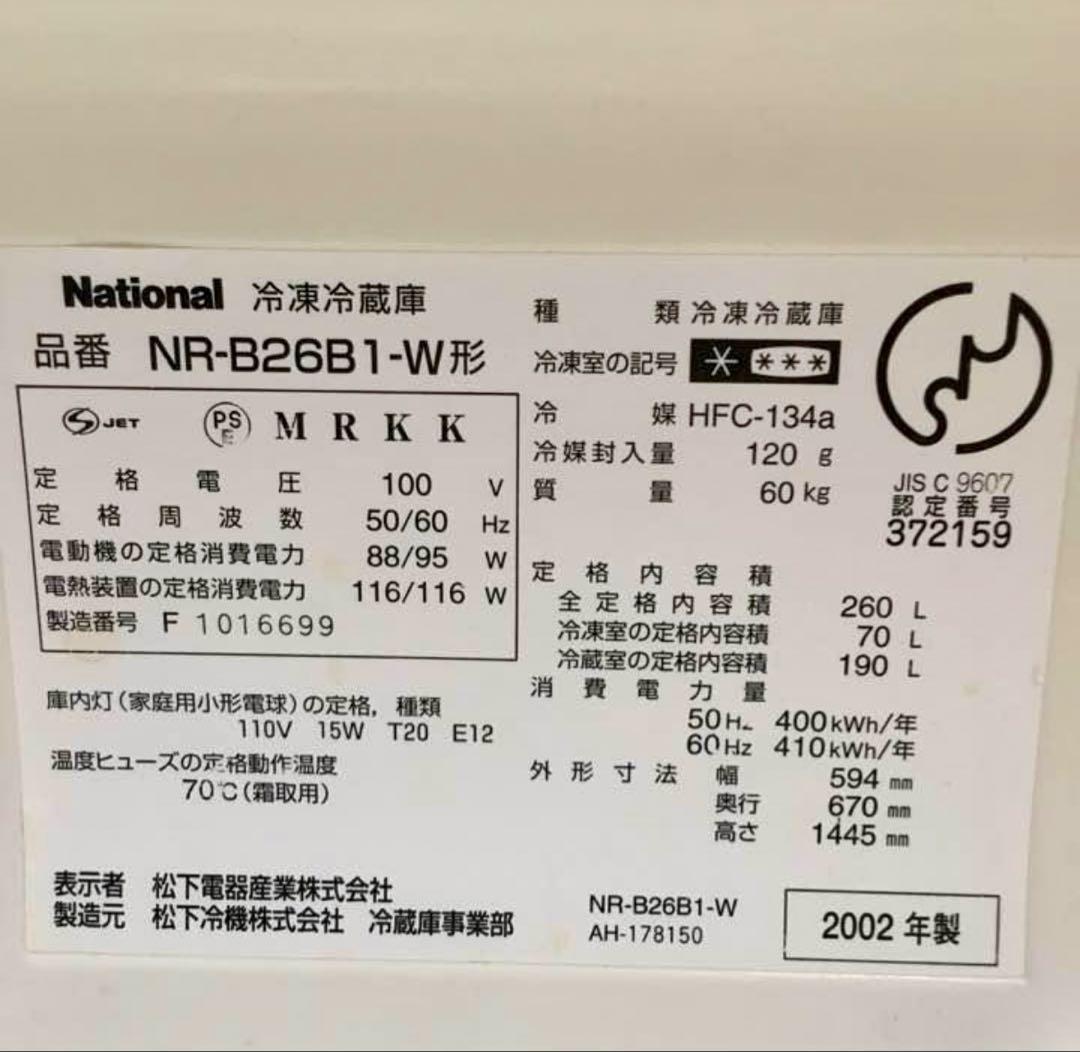 National 冷凍冷蔵庫
品番 NR-B26B1-W形
JET PS E MRKK
定格電圧 100 V
定格周波数 50/60 Hz
電動機の定格消費電力 88/95 W
電熱装置の定格消費電力 116/116 W
製造番号 F 1016699
庫内灯(家庭用小形電球)の定格,種類
110V 15W T20 E12
温度ヒューズの定格動作温度
70℃(霜取用)
表示者 松下電器産業株式会社
製造元 松下冷機株式会社 冷蔵庫事業部
種類 冷凍冷蔵庫
冷凍室の記号 * ***
冷媒 HFC-134a
冷媒封入量 120 g
質量 60 kg
JIS C 9607
認定番号
372159
定格内容積
全定格内容積 260 L
冷凍室の定格内容積 70 L
冷蔵室の定格内容積 190 L
消費電力量
50Hz 400kWh/年
60Hz 410kWh/年
外形寸法 幅 594 mm
奥行 670 mm
高さ 1445 mm
NR-B26B1-W
AH-178150
2002年製